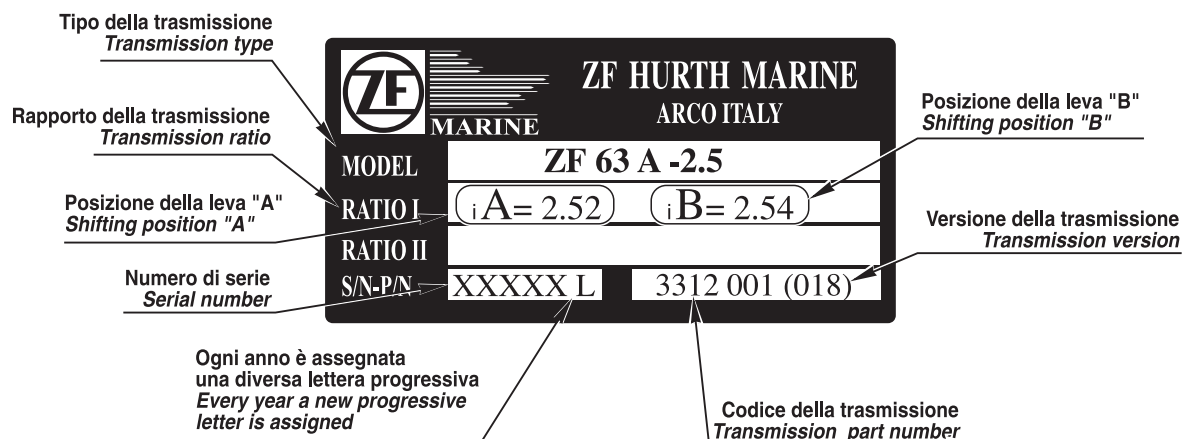 Tipo della trasmissione
Transmission type
Rapporto della trasmissione
Transmission ratio
Posizione della leva "A"
Shifting position "A"
Numero di serie
Serial number
ZF
MARINE
ZF HURTH MARINE
ARCO ITALY
MODEL
ZF 63 A -2.5
RATIO I
iA= 2.52
iB= 2.54
RATIO II
S/N-P/N
XXXXX L
3312 001 (018)
Posizione della leva "B"
Shifting position "B"
Versione della trasmissione
Transmission version
Ogni anno è assegnata
una diversa lettera progressiva
Every year a new progressive
letter is assigned
Codice della trasmissione
Transmission part number